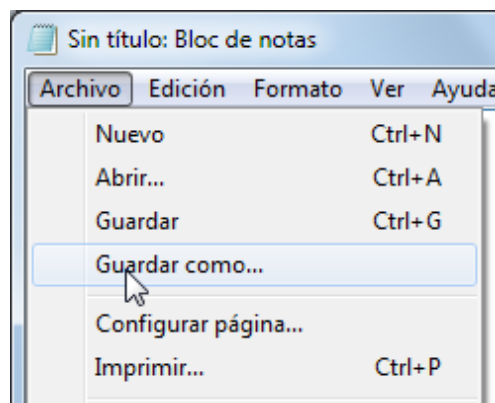 Sin título: Bloc de notas
Archivo Edición Formato Ver Ayuda
Nuevo Ctrl+N
Abrir... Ctrl+A
Guardar Ctrl+G
Guardar como...
Configurar página...
Imprimir... Ctrl+P